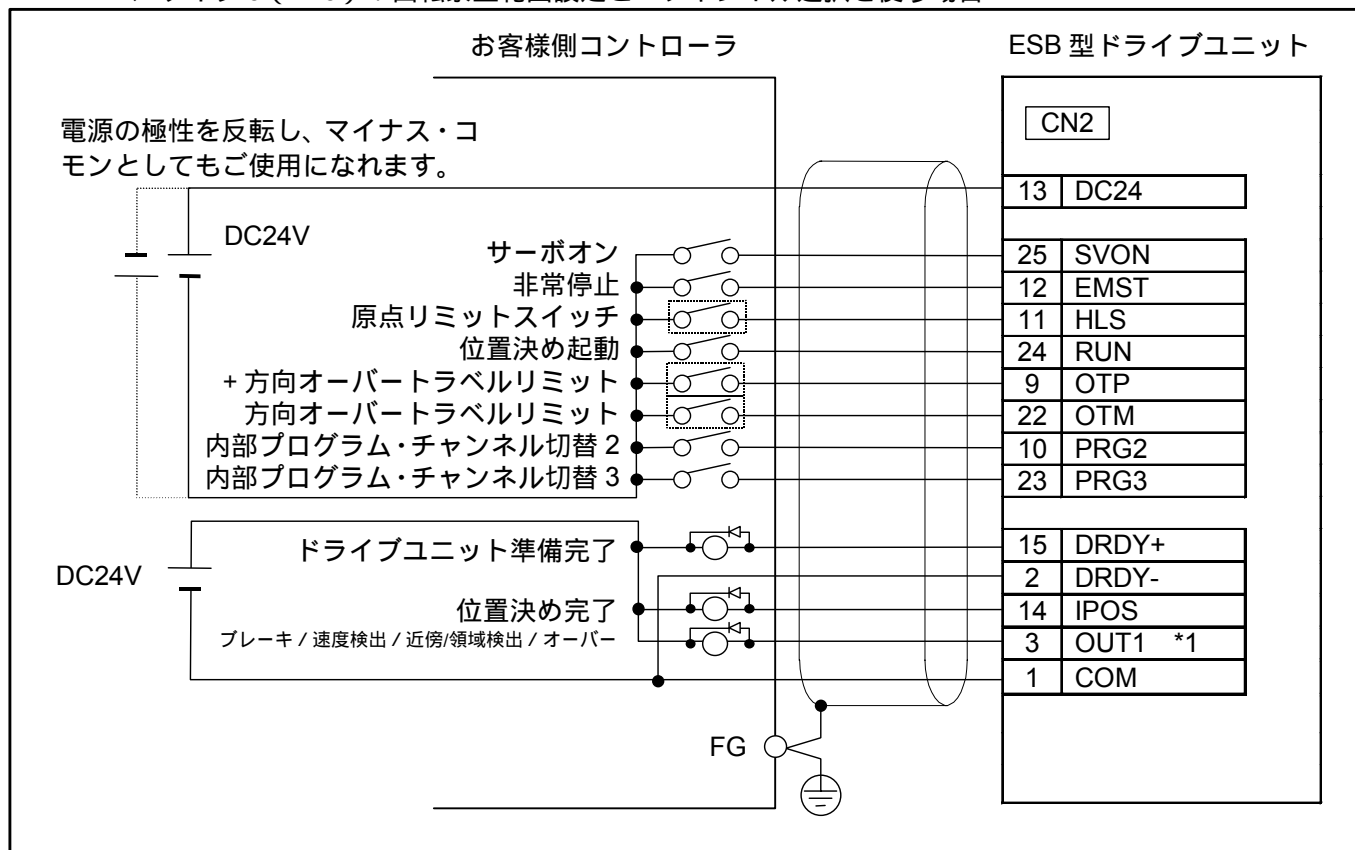 お客様側コントローラ
ESB 型ドライブユニット
CN2
電源の極性を反転し、マイナス・コ
モンとしてもご使用になれます。
13 DC24
DC24V
サーボオン 25 SVON
非常停止 12 EMST
原点リミットスイッチ 11 HLS
位置決め起動 24 RUN
+ 方向オーバートラベルリミット 9 OTP
方向オーバートラベルリミット 22 OTM
内部プログラム・チャンネル切替 2 10 PRG2
内部プログラム・チャンネル切替 3 23 PRG3
ドライブユニット準備完了 15 DRDY+
DC24V
2 DRDY-
位置決め完了 14 IPOS
ブレーキ / 速度検出 / 近傍/領域検出 / オーバー 3 OUT1 *1
1 COM
FG